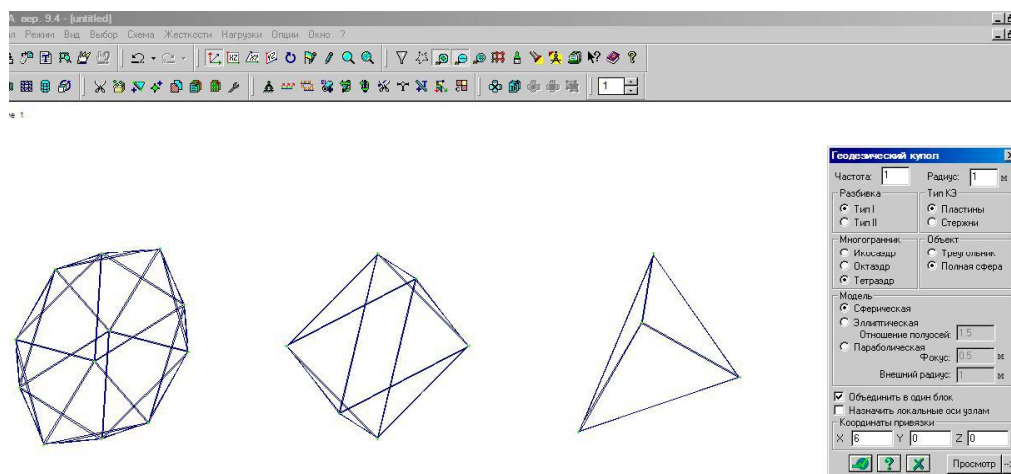 А вер. 9.4 - [untitled]
Режим Вид Выбор Схема Жесткости Нагрузки Опции Окно ?
1
1
Геодезический купол
Частота: 1 Радиус: 1 м
Разбивка Тип КЭ
Тип I Пластины
Тип II Стержни
Многогранник Объект
Икосаэдр Треугольник
Октаэдр Полная сфера
Тетраэдр
Модель
Сферическая
Эллиптическая
Отношение полуосей: 1.5
Параболическая
Фокус: 0.5 м
Внешний радиус: 1 м
Объединить в один блок
Назначить локальные оси узлам
Координаты привязки
X 6 Y 0 Z 0
Просмотр